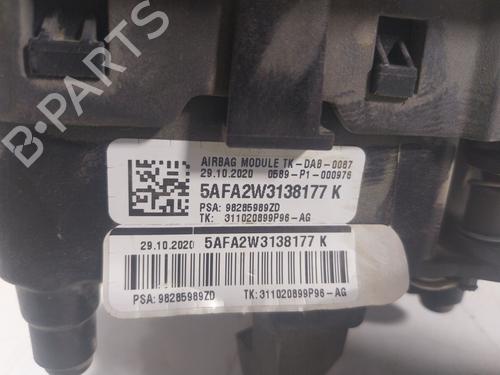 AIRBAG MODULE TK-DAB-0087
29.10.2020 0589-P1-000976
5AFA2W3138177 K
PSA: 98285989ZD
TK: 311020899P96-AG
29.10.2020 5AFA2W3138177 K
PSA: 98285989ZD TK:311020899P96-AG
B-PARTS